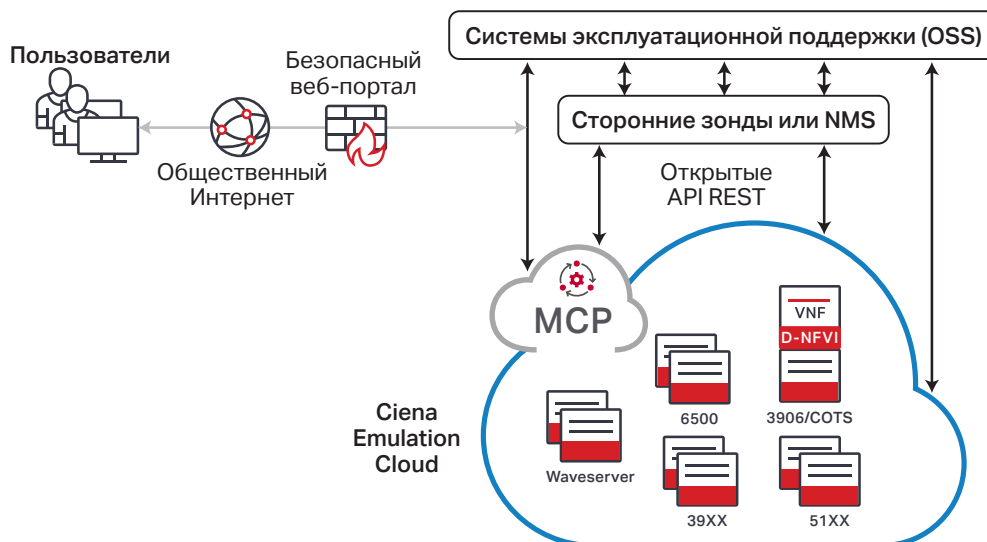 Системы эксплуатационной поддержки (OSS)
Пользователи
Безопасный
веб-портал
Сторонние зонды или NMS
Общественный
Интернет
Открытые
API REST
MCP
VNF
D-NFVI
6500
3906/COTS
Ciena
Emulation
Cloud
Waveserver
39XX
51XX